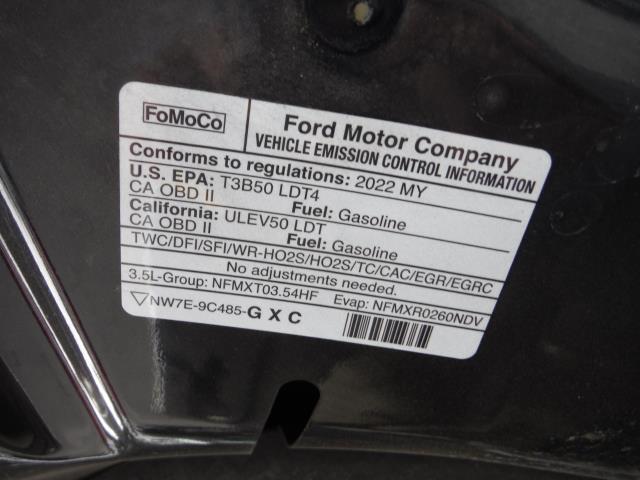 FoMoCo
Ford Motor Company
VEHICLE EMISSION CONTROL INFORMATION
Conforms to regulations: 2022 MY
U.S. EPA: T3B50 LDT4
CA OBD II Fuel: Gasoline
California: ULEV50 LDT
CA OBD II Fuel: Gasoline
TWC/DFI/SFI/WR-HO2S/HO2S/TC/CAC/EGR/EGRC
No adjustments needed.
3.5L-Group: NFMXT03.54HF Evap: NFMXR0260NDV
▽NW7E-9C485-G X C